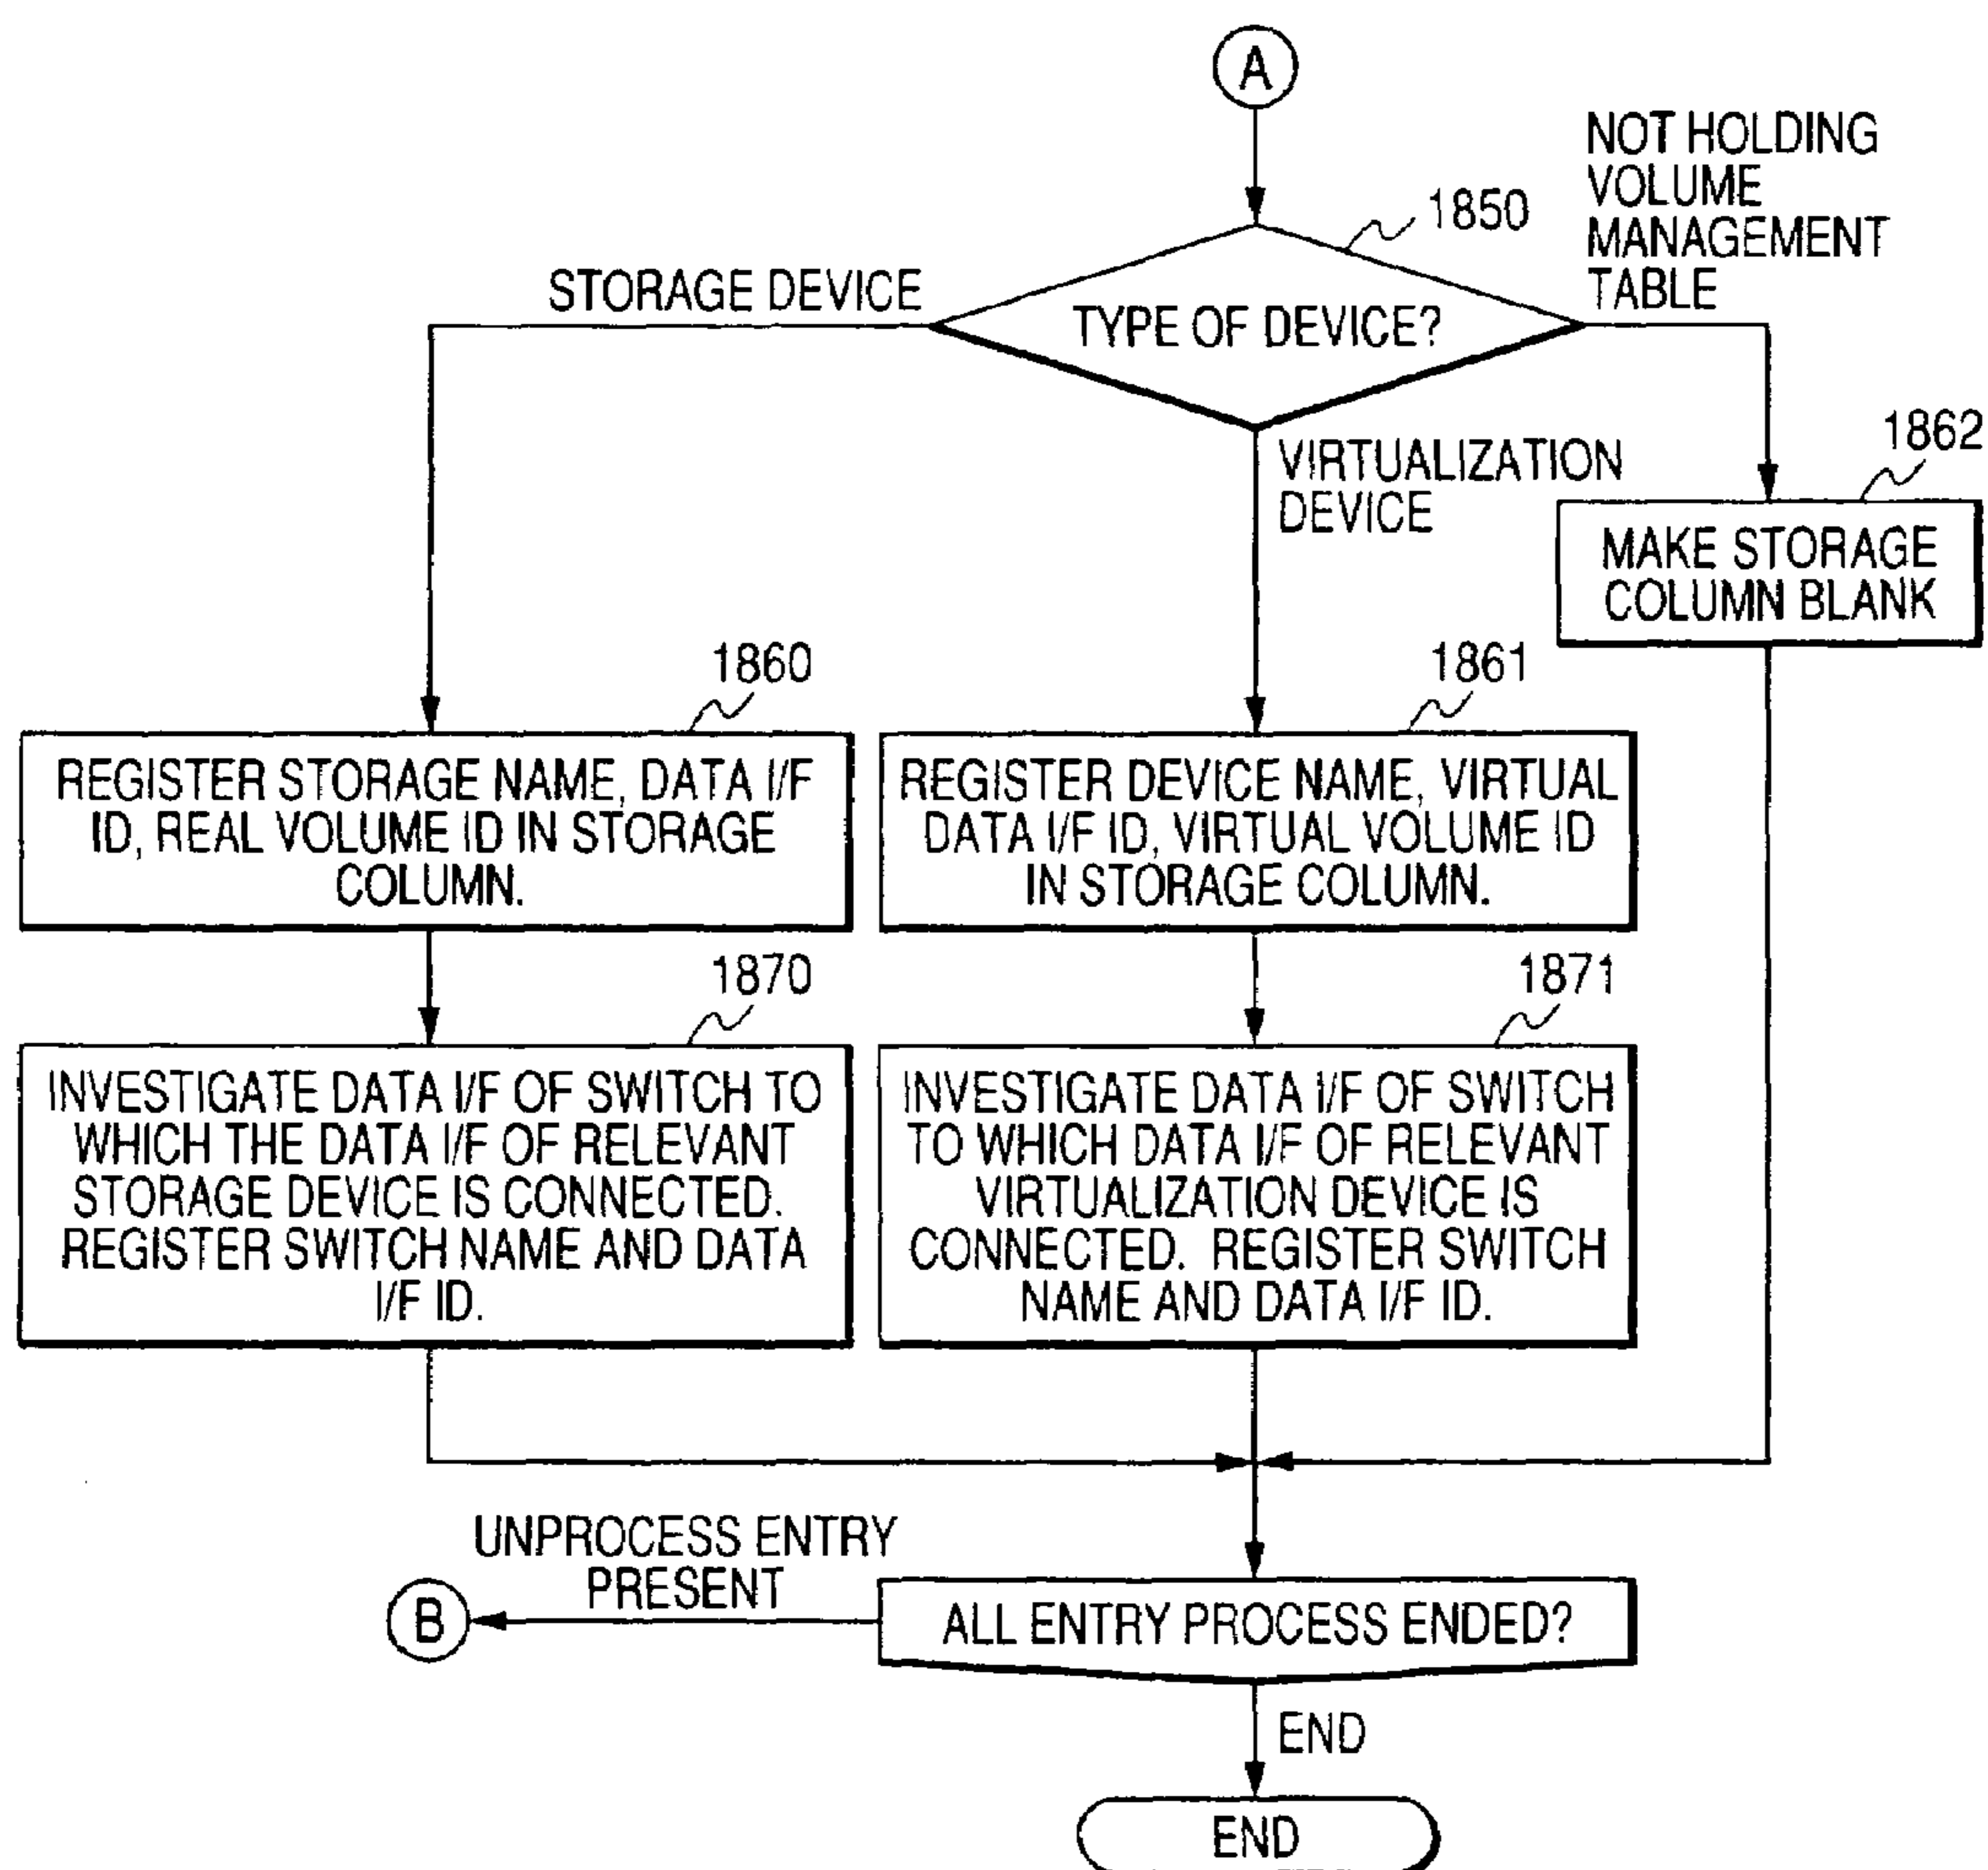 A
NOT HOLDING
VOLUME
MANAGEMENT
TABLE
1850
STORAGE DEVICE
TYPE OF DEVICE?
VIRTUALIZATION
DEVICE
1862
MAKE STORAGE
COLUMN BLANK
1860
REGISTER STORAGE NAME, DATA I/F
ID, REAL VOLUME ID IN STORAGE
COLUMN.
1861
REGISTER DEVICE NAME, VIRTUAL
DATA I/F ID, VIRTUAL VOLUME ID
IN STORAGE COLUMN.
1870
INVESTIGATE DATA I/F OF SWITCH TO
WHICH THE DATA I/F OF RELEVANT
STORAGE DEVICE IS CONNECTED.
REGISTER SWITCH NAME AND DATA
I/F ID.
1871
INVESTIGATE DATA I/F OF SWITCH
TO WHICH DATA I/F OF RELEVANT
VIRTUALIZATION DEVICE IS
CONNECTED. REGISTER SWITCH
NAME AND DATA I/F ID.
UNPROCESS ENTRY
PRESENT
B
ALL ENTRY PROCESS ENDED?
END
END